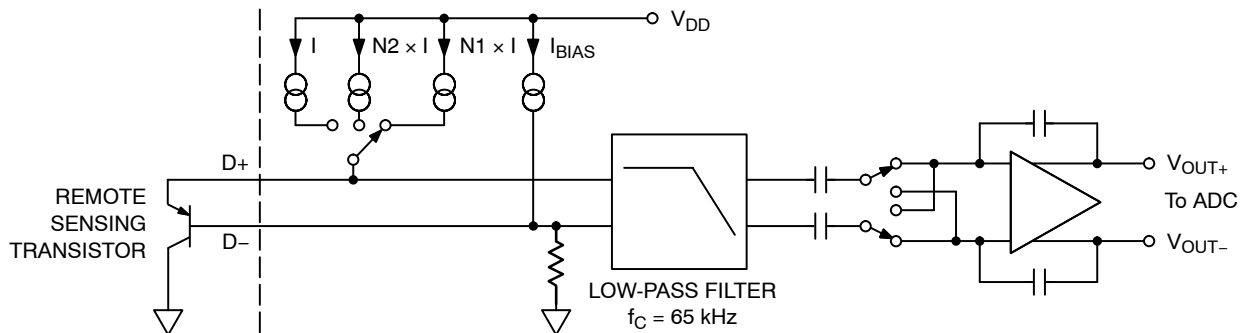 V_DD
I
N2 × I
N1 × I
I_BIAS
D+
REMOTE
SENSING
TRANSISTOR
D−
LOW-PASS FILTER
f_C = 65 kHz
V_OUT+
To ADC
V_OUT−